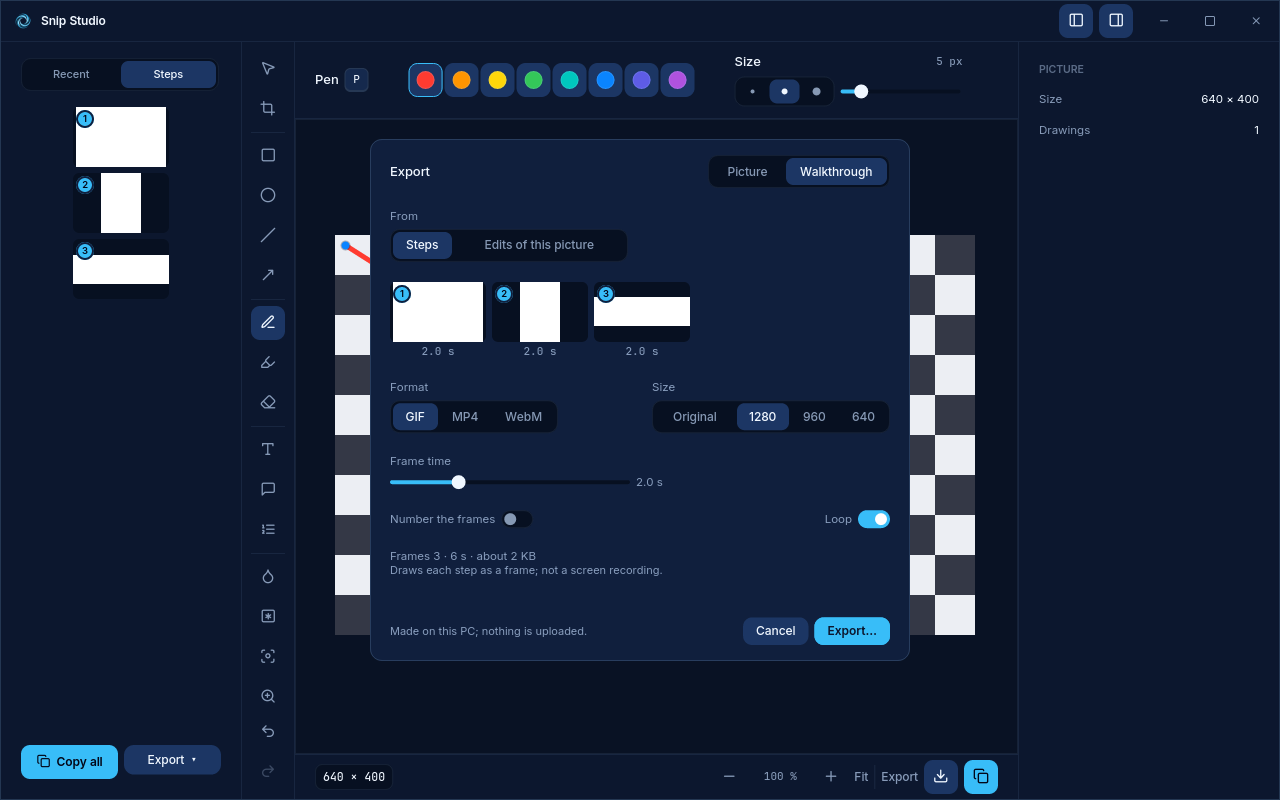 Snip Studio
Recent Steps
1
2
3
Copy all
Export
Pen P
Size 5 px
Export
Picture Walkthrough
From
Steps Edits of this picture
1 2 3
2.0 s 2.0 s 2.0 s
Format Size
GIF MP4 WebM Original 1280 960 640
Frame time
2.0 s
Number the frames Loop
Frames 3 · 6 s · about 2 KB
Draws each step as a frame; not a screen recording.
Made on this PC; nothing is uploaded. Cancel Export...
640 × 400 100 % Fit Export
PICTURE
Size 640 × 400
Drawings 1